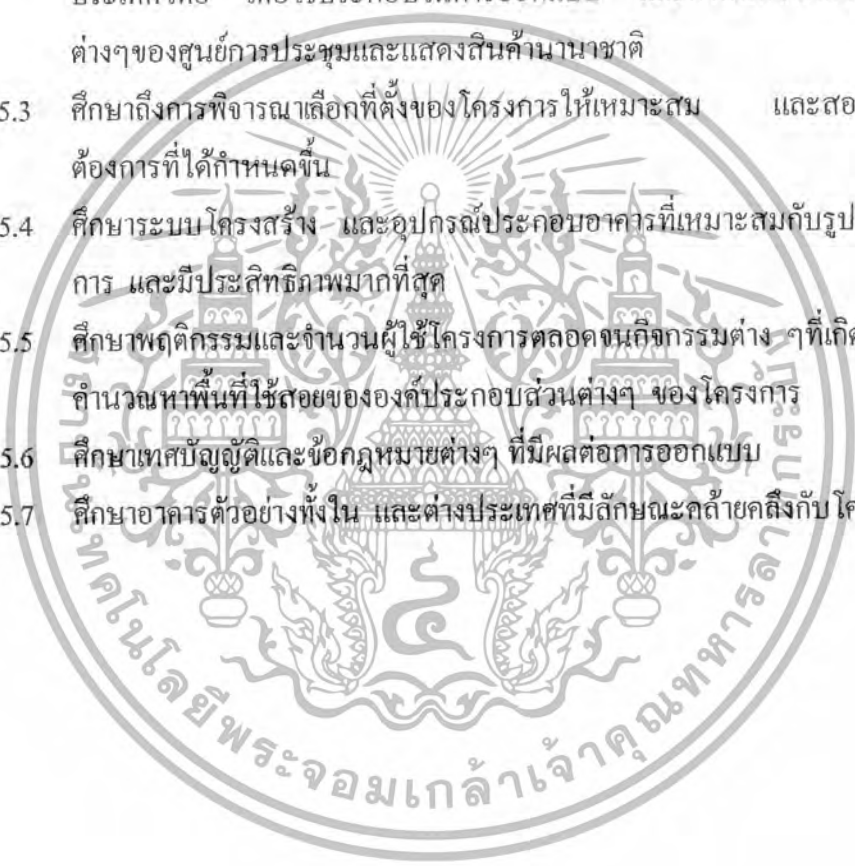 ต่างๆของศูนย์การประชุมและแสดงสินค้านานาชาติ
5.3 ศึกษาถึงการพิจารณาเลือกที่ตั้งของโครงการให้เหมาะสม และสอ
ต้องการที่ได้กำหนดขึ้น
5.4 ศึกษาระบบโครงสร้าง และอุปกรณ์ประกอบอาคารที่เหมาะสมกับรูป
การ และมีประสิทธิภาพมากที่สุด
5.5 ศึกษาพฤติกรรมและจำนวนผู้ใช้โครงการตลอดจนกิจกรรมต่าง ๆที่เกิด
คำนวณหาพื้นที่ใช้สอยขององค์ประกอบส่วนต่างๆ ของโครงการ
5.6 ศึกษาเทศบัญญัติและข้อกฎหมายต่างๆ ที่มีผลต่อการออกแบบ
5.7 ศึกษาอาคารตัวอย่างทั้งใน และต่างประเทศที่มีลักษณะคล้ายคลึงกับโค
เทคโนโลยีพระจอมเกล้าเจ้าคุณทหารลาดกระบัง